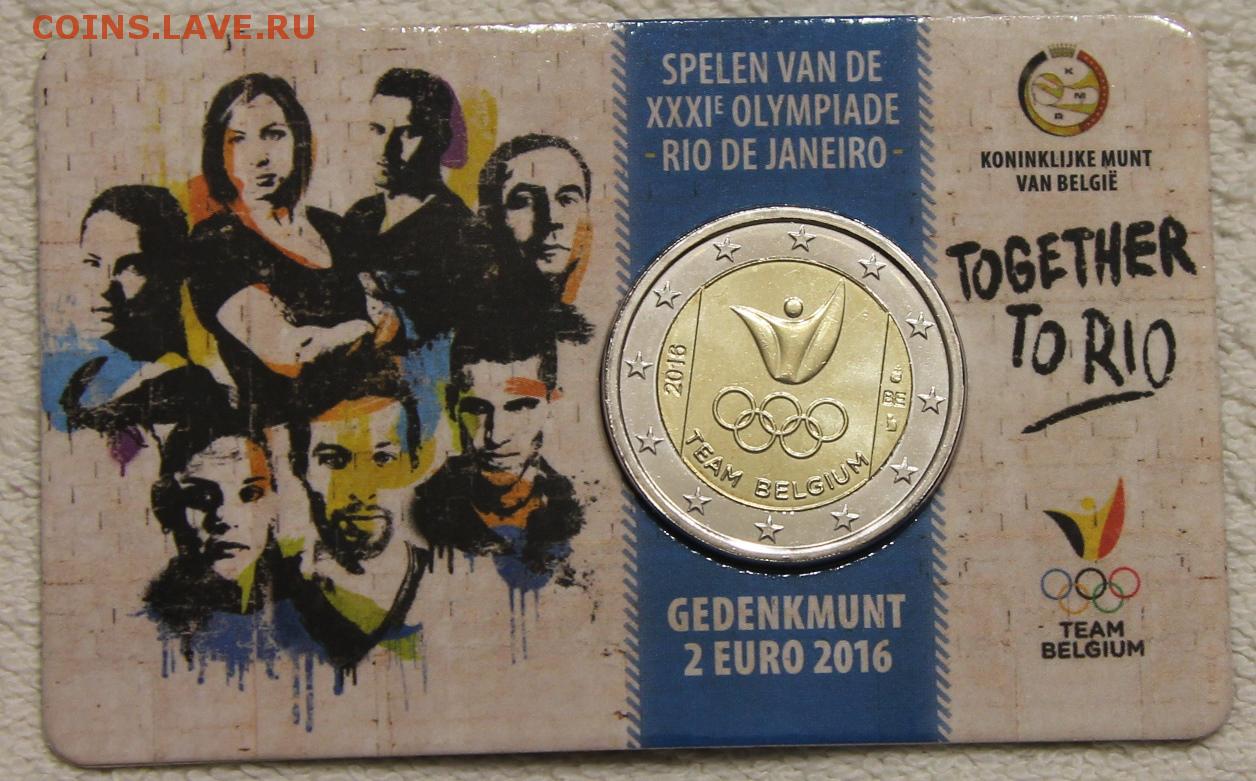 COINS.LAVE.RU
SPELEN VAN DE
XXXIE OLYMPIADE
- RIO DE JANEIRO -
KMB
KONINKLIJKE MUNT
VAN BELGIË
TOGETHER
TO RIO
2016
BE
TEAM BELGIUM
GEDENKMUNT
2 EURO 2016
TEAM
BELGIUM